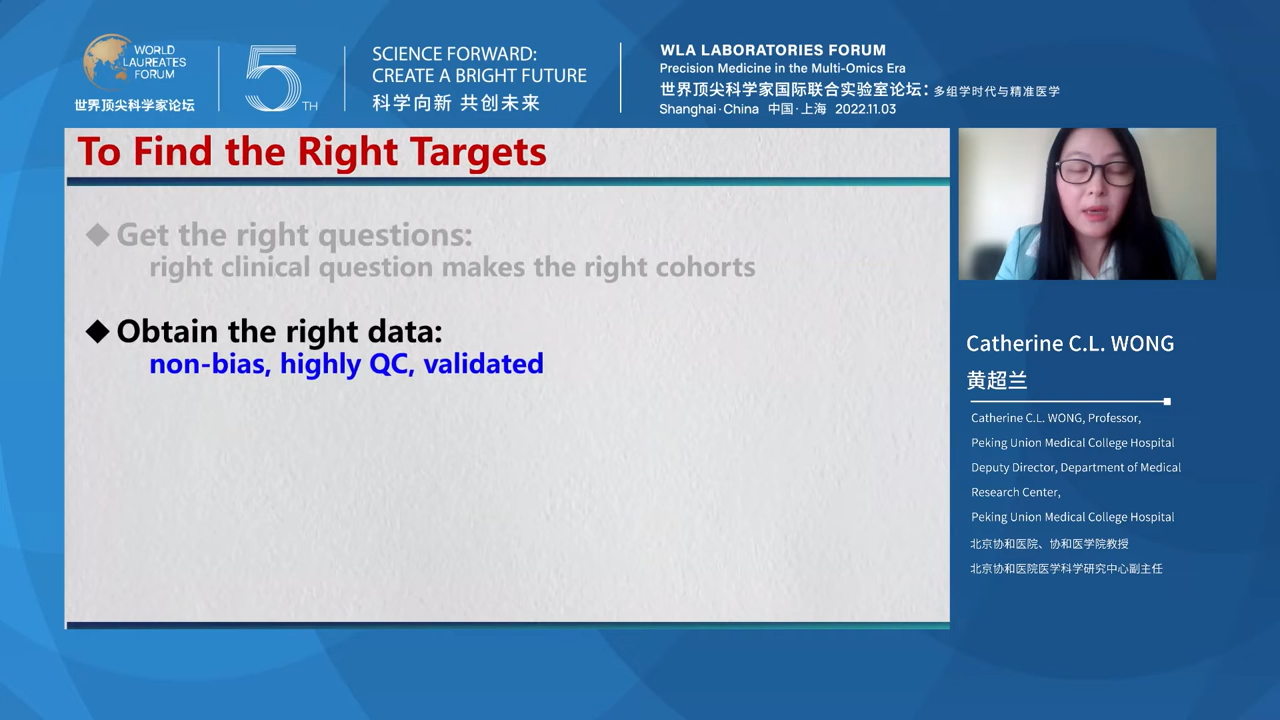 WORLD
LAUREATES
FORUM
世界顶尖科学家论坛
5TH
SCIENCE FORWARD:
CREATE A BRIGHT FUTURE
科学向新 共创未来
WLA LABORATORIES FORUM
Precision Medicine in the Multi-Omics Era
世界顶尖科学家国际联合实验室论坛：多组学时代与精准医学
Shanghai·China 中国·上海 2022.11.03
To Find the Right Targets
◆ Get the right questions:
right clinical question makes the right cohorts
◆ Obtain the right data:
non-bias, highly QC, validated
Catherine C.L. WONG
黄超兰
Catherine C.L. WONG, Professor,
Peking Union Medical College Hospital
Deputy Director, Department of Medical
Research Center,
Peking Union Medical College Hospital
北京协和医院、协和医学院教授
北京协和医院医学科学研究中心副主任